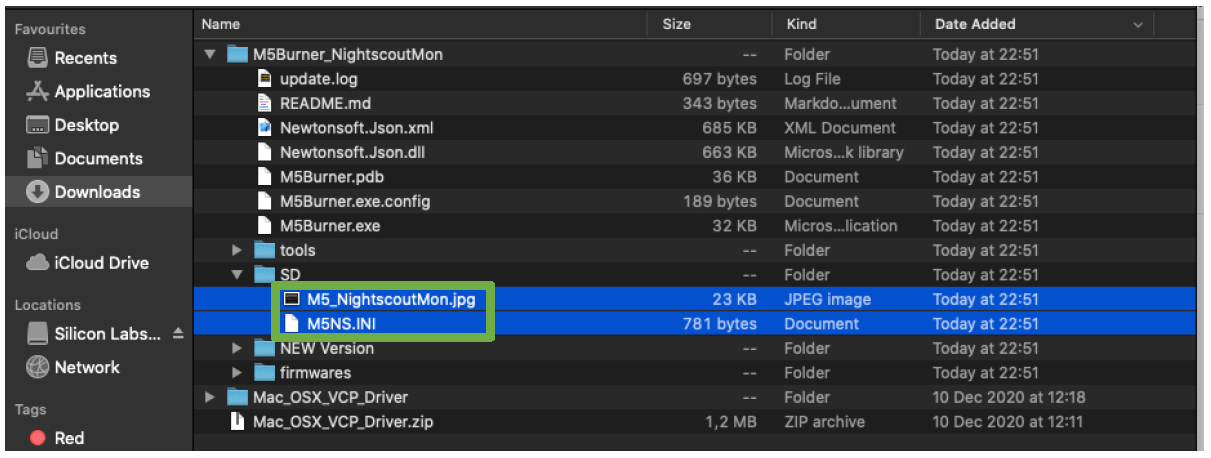 Favourites
Recents
Applications
Desktop
Documents
Downloads
iCloud
iCloud Drive
Locations
Silicon Labs...
Network
Tags
Red
Name Size Kind Date Added
M5Burner_NightscoutMon -- Folder Today at 22:51
update.log 697 bytes Log File Today at 22:51
README.md 343 bytes Markdo...ument Today at 22:51
Newtonsoft.Json.xml 685 KB XML Document Today at 22:51
Newtonsoft.Json.dll 663 KB Micros...k library Today at 22:51
M5Burner.pdb 36 KB Document Today at 22:51
M5Burner.exe.config 189 bytes Document Today at 22:51
M5Burner.exe 32 KB Micros...lication Today at 22:51
tools -- Folder Today at 22:51
SD -- Folder Today at 22:51
M5_NightscoutMon.jpg 23 KB JPEG image Today at 22:51
M5NS.INI 781 bytes Document Today at 22:51
NEW Version -- Folder Today at 22:51
firmwares -- Folder Today at 22:51
Mac_OSX_VCP_Driver -- Folder 10 Dec 2020 at 12:18
Mac_OSX_VCP_Driver.zip 1,2 MB ZIP archive 10 Dec 2020 at 12:11